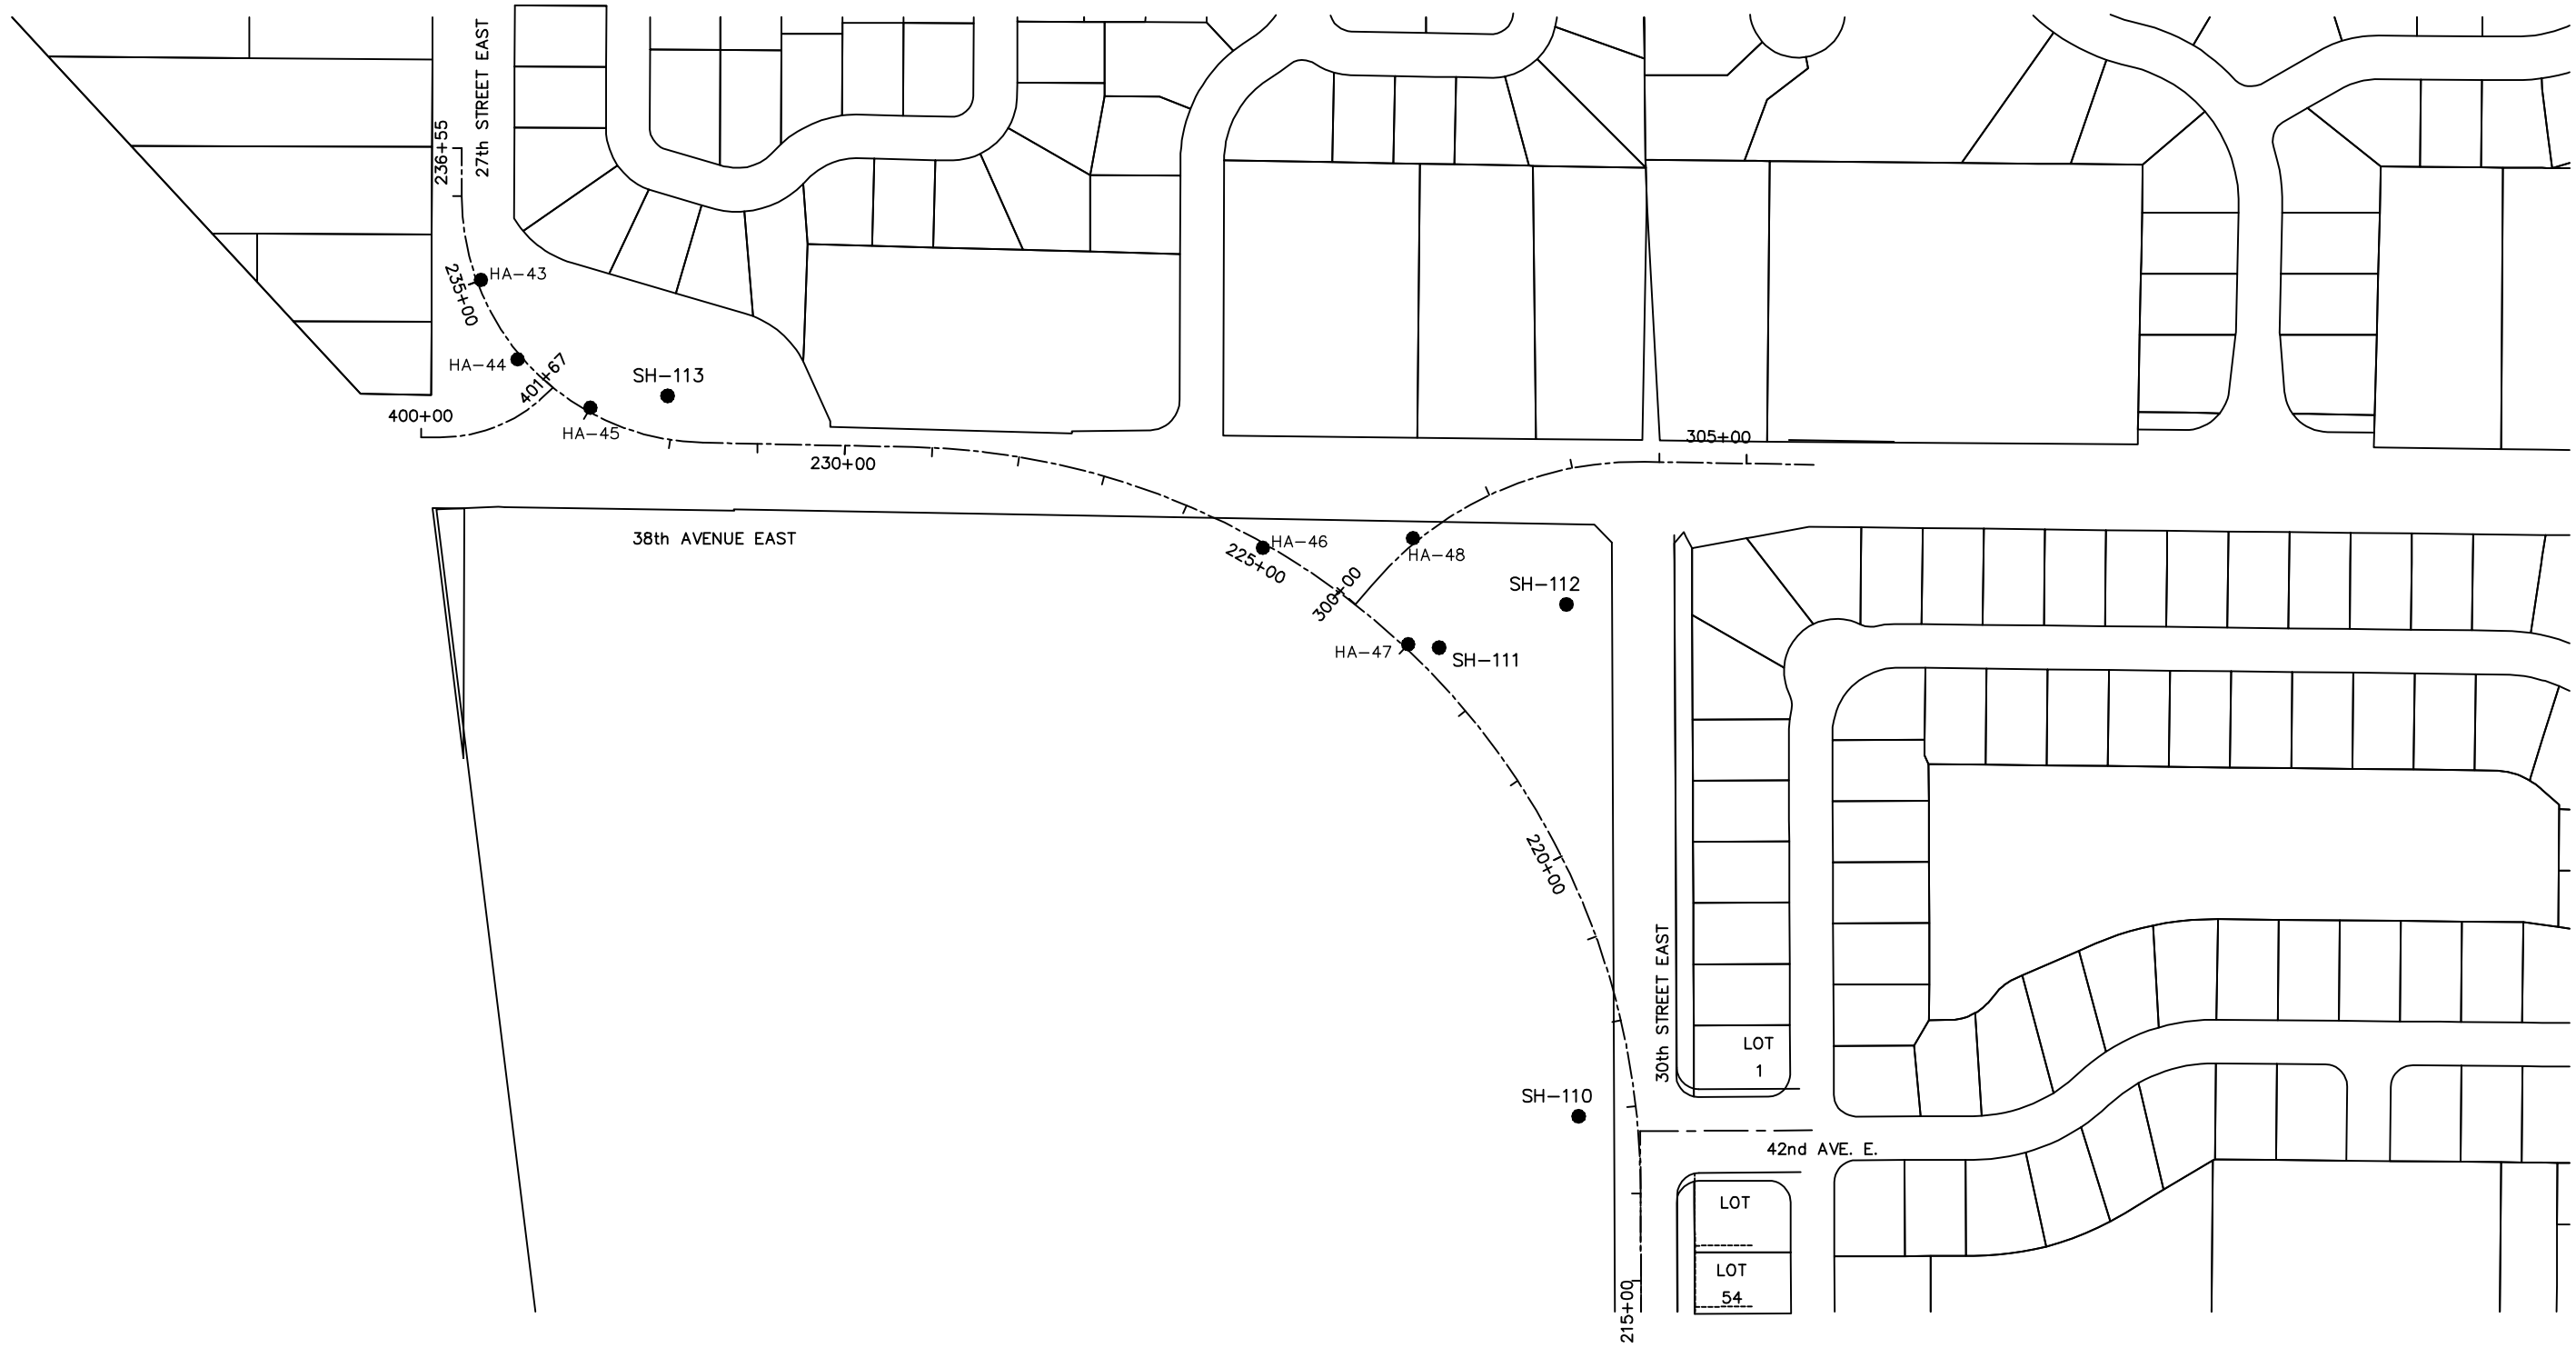 27th STREET EAST
236+55
HA-43
235+00
HA-44
401+67
SH-113
400+00
HA-45
230+00
305+00
38th AVENUE EAST
HA-46
225+00
HA-48
300+00
SH-112
HA-47
SH-111
220+00
30th STREET EAST
LOT
1
SH-110
42nd AVE. E.
LOT
LOT
54
215+00